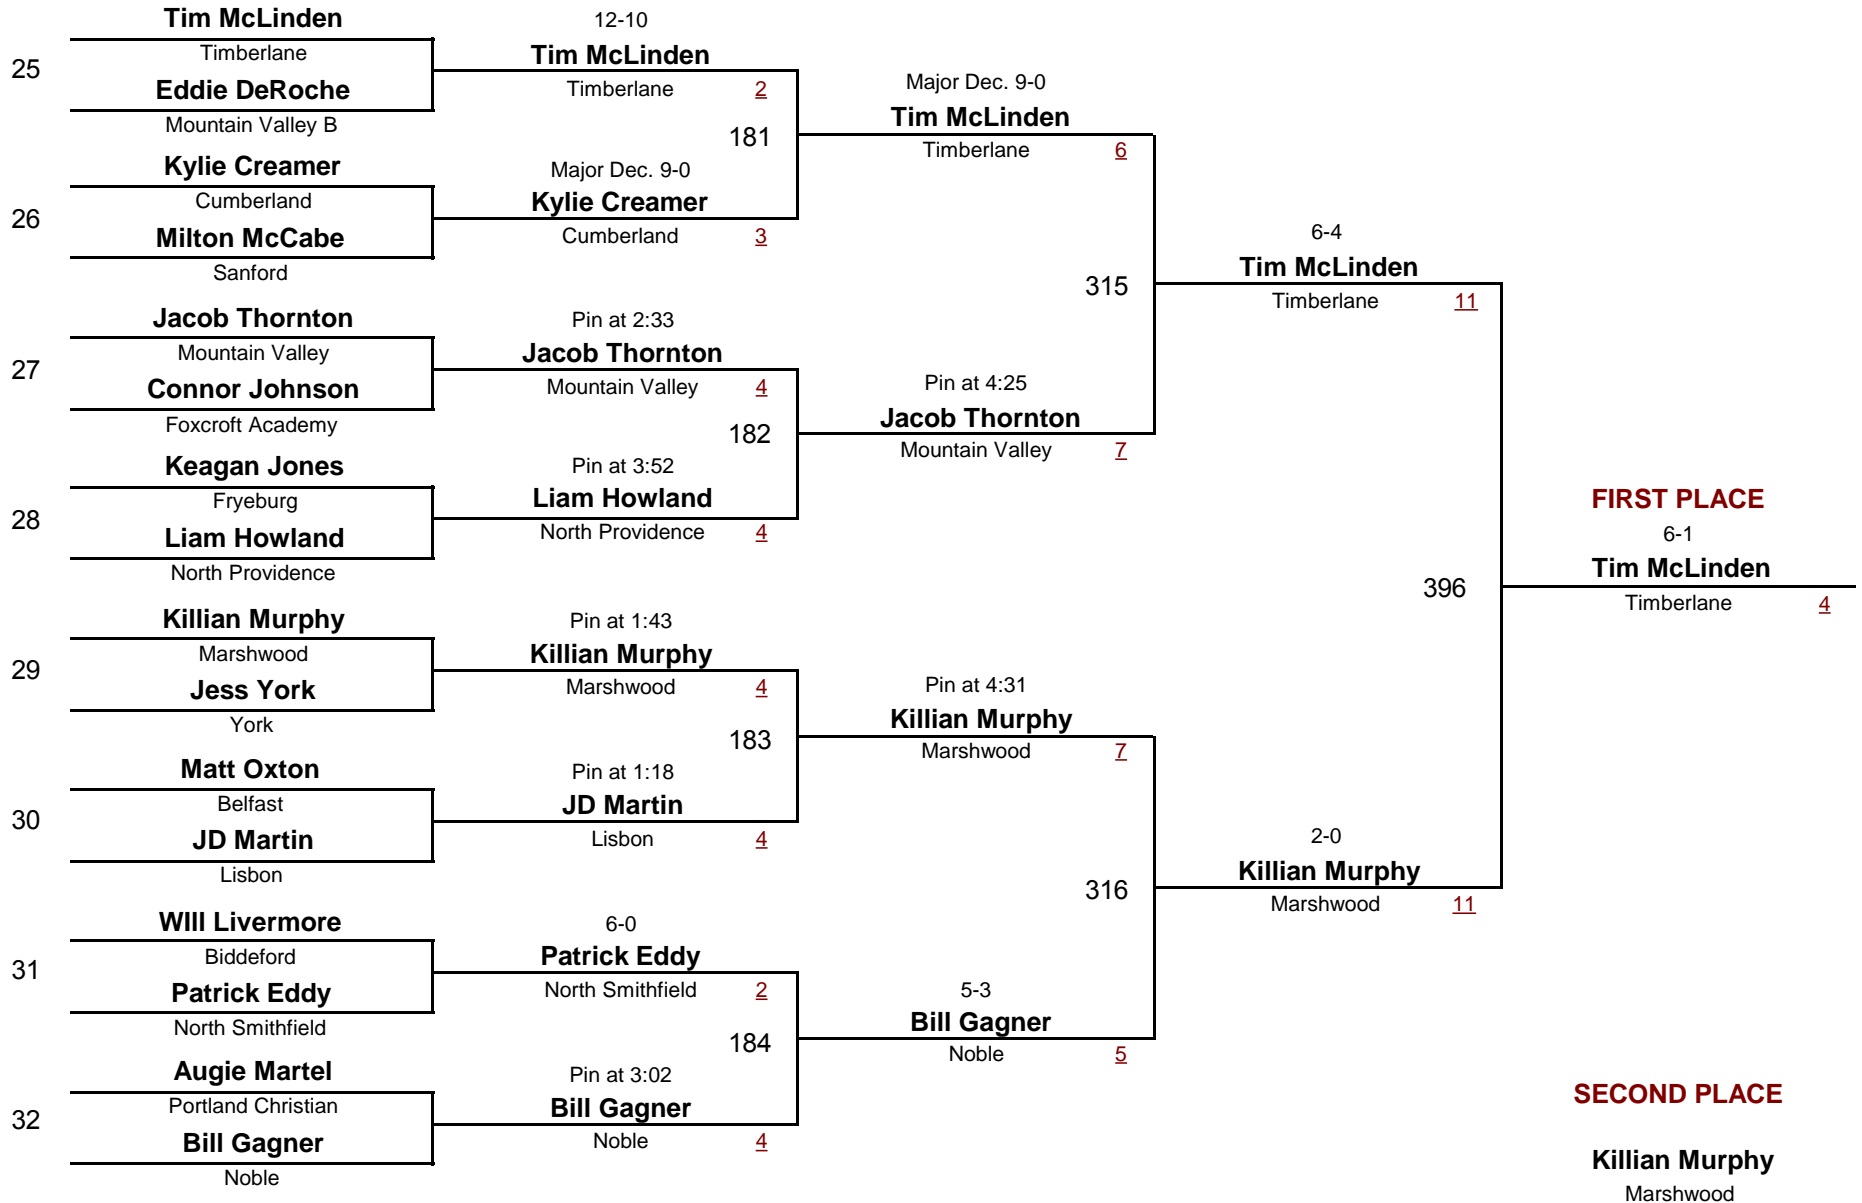 Tim McLinden
Timberlane
25
Eddie DeRoche
Mountain Valley B
Kylie Creamer
Cumberland
26
Milton McCabe
Sanford
Jacob Thornton
Mountain Valley
27
Connor Johnson
Foxcroft Academy
Keagan Jones
Fryeburg
28
Liam Howland
North Providence
Killian Murphy
Marshwood
29
Jess York
York
Matt Oxton
Belfast
30
JD Martin
Lisbon
WIll Livermore
Biddeford
31
Patrick Eddy
North Smithfield
Augie Martel
Portland Christian
32
Bill Gagner
Noble
12-10
Tim McLinden
Timberlane 2
181
Major Dec. 9-0
Kylie Creamer
Cumberland 3
Pin at 2:33
Jacob Thornton
Mountain Valley 4
182
Pin at 3:52
Liam Howland
North Providence 4
Pin at 1:43
Killian Murphy
Marshwood 4
183
Pin at 1:18
JD Martin
Lisbon 4
6-0
Patrick Eddy
North Smithfield 2
184
Pin at 3:02
Bill Gagner
Noble 4
Major Dec. 9-0
Tim McLinden
Timberlane 6
315
Pin at 4:25
Jacob Thornton
Mountain Valley 7
Pin at 4:31
Killian Murphy
Marshwood 7
316
5-3
Bill Gagner
Noble 5
6-4
Tim McLinden
Timberlane 11
396
2-0
Killian Murphy
Marshwood 11
FIRST PLACE
6-1
Tim McLinden
Timberlane 4
SECOND PLACE
Killian Murphy
Marshwood